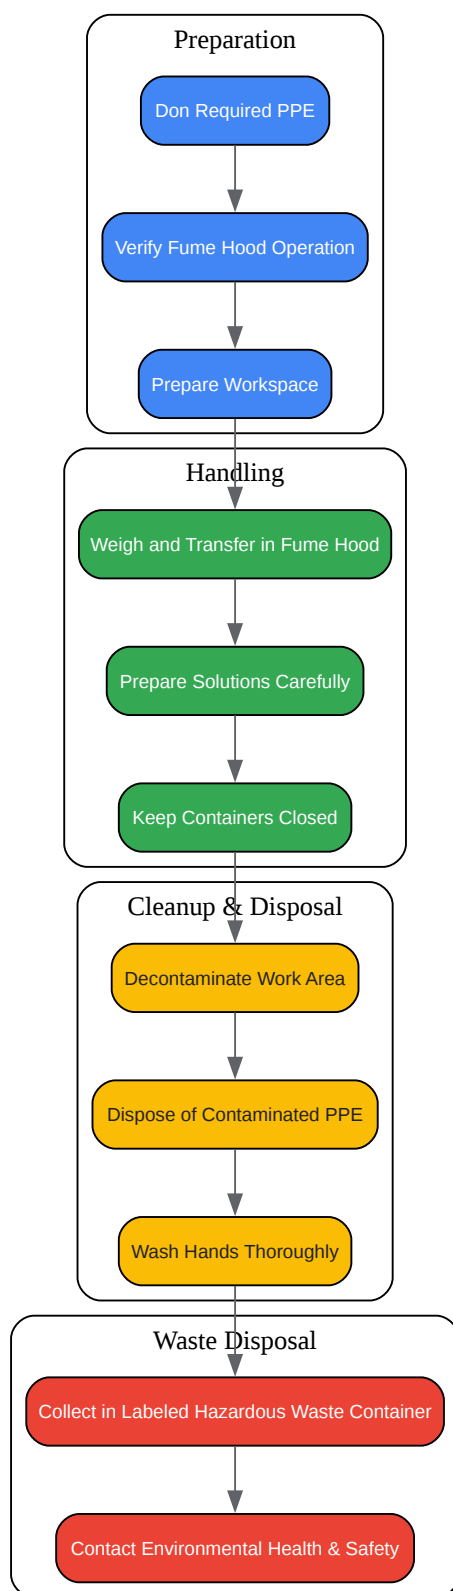 Preparation
Don Required PPE
Verify Fume Hood Operation
Prepare Workspace
Handling
Weigh and Transfer in Fume Hood
Prepare Solutions Carefully
Keep Containers Closed
Cleanup & Disposal
Decontaminate Work Area
Dispose of Contaminated PPE
Wash Hands Thoroughly
Waste Disposal
Collect in Labeled Hazardous Waste Container
Contact Environmental Health & Safety